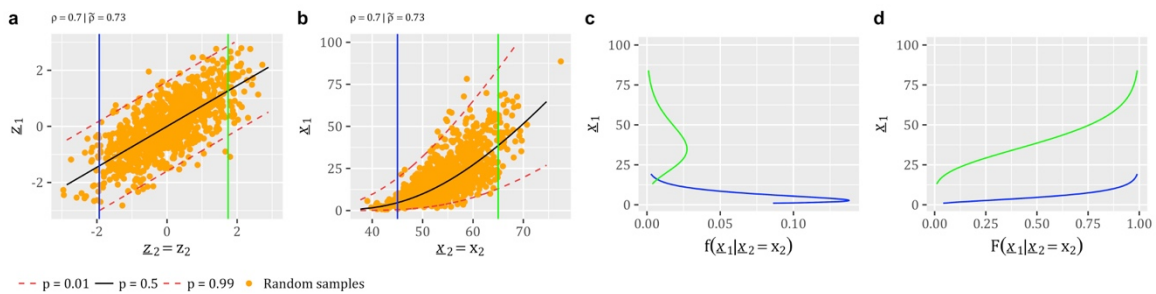 a
ρ = 0.7 | ρ̃ = 0.73
z̲₁
2
0
-2
-2
0
2
z̲₂ = z₂
b
ρ = 0.7 | ρ̃ = 0.73
x̲₁
100
75
50
25
0
40
50
60
70
x̲₂ = x₂
c
x̲₁
100
75
50
25
0
0.00
0.05
0.10
f(x̲₁|x̲₂ = x₂)
d
x̲₁
100
75
50
25
0
0.00
0.25
0.50
0.75
1.00
F(x̲₁|x̲₂ = x₂)
p = 0.01 p = 0.5 p = 0.99 Random samples